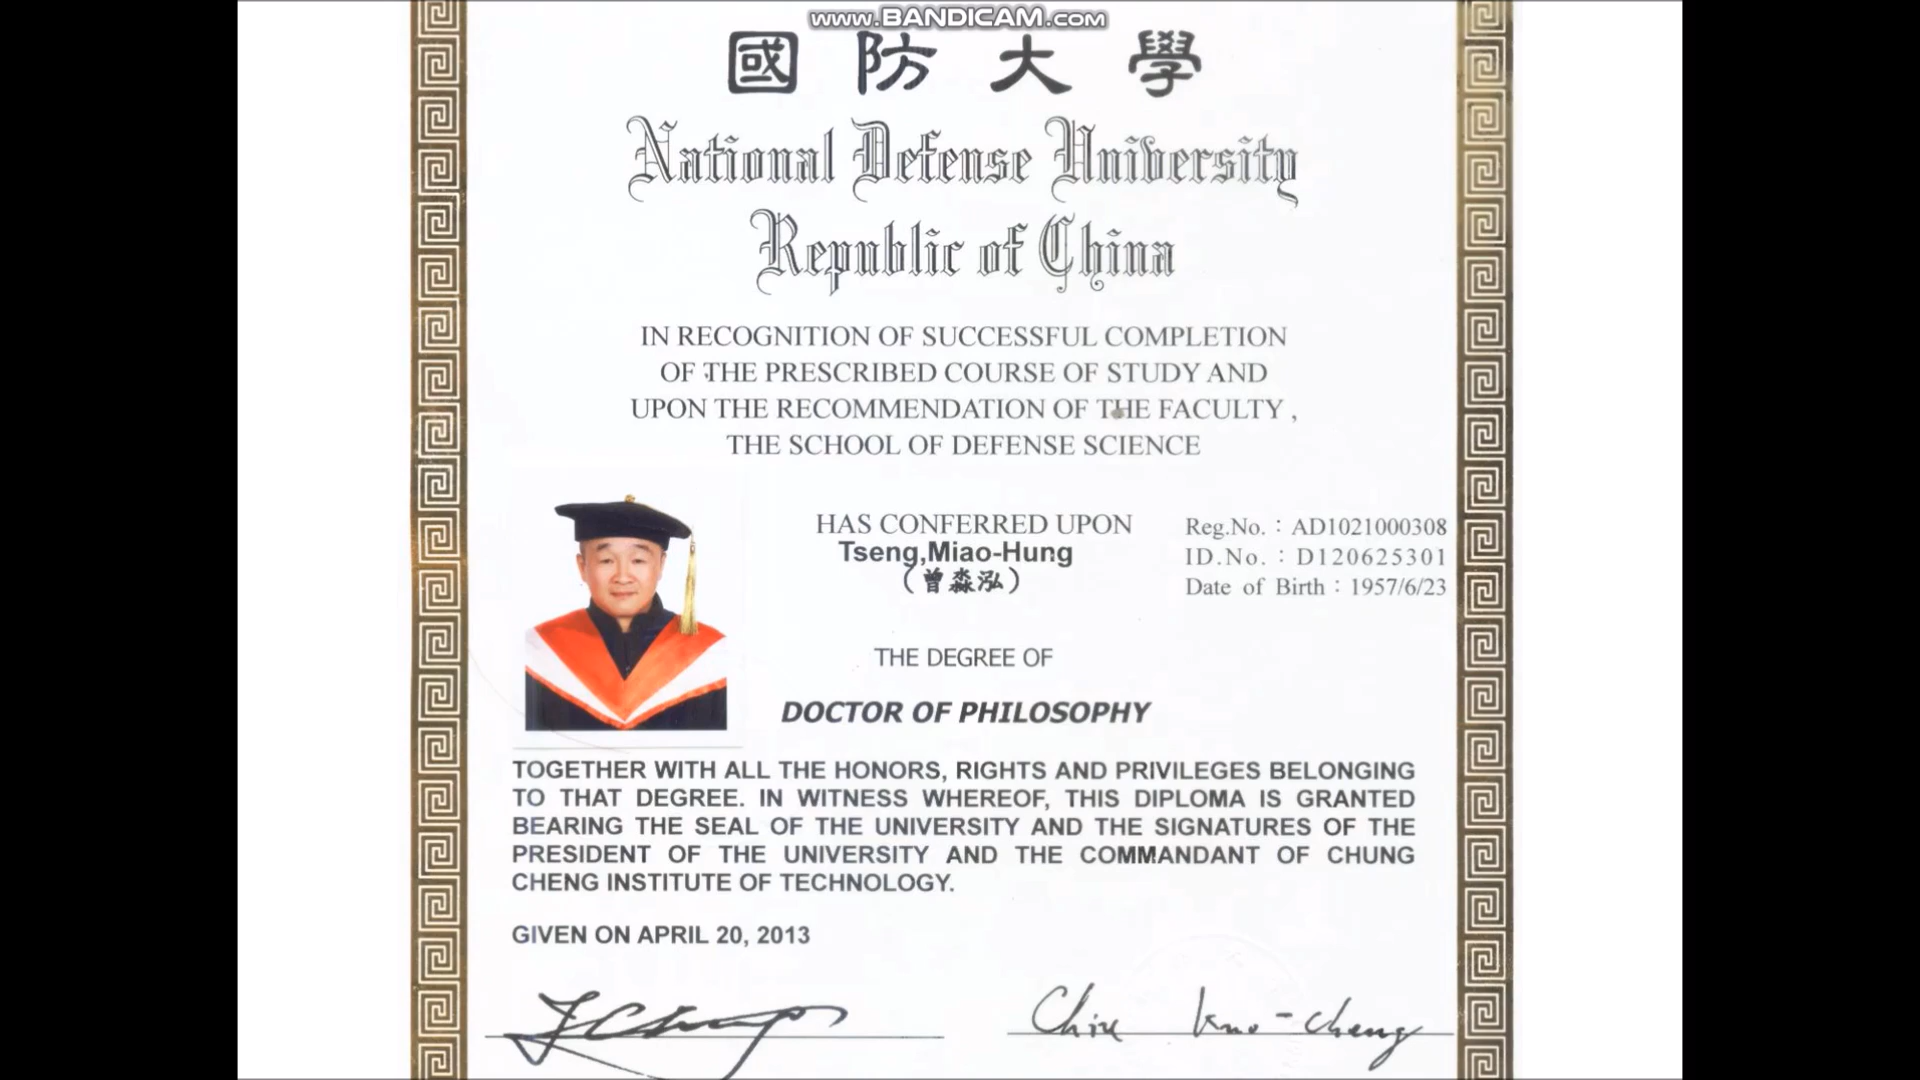 www.BANDICAM.com
國防大學
National Defense University
Republic of China
IN RECOGNITION OF SUCCESSFUL COMPLETION
OF THE PRESCRIBED COURSE OF STUDY AND
UPON THE RECOMMENDATION OF THE FACULTY ,
THE SCHOOL OF DEFENSE SCIENCE
HAS CONFERRED UPON
Tseng,Miao-Hung
（曾淼泓）
Reg.No.：AD1021000308
ID.No.：D120625301
Date of Birth：1957/6/23
THE DEGREE OF
DOCTOR OF PHILOSOPHY
TOGETHER WITH ALL THE HONORS, RIGHTS AND PRIVILEGES BELONGING
TO THAT DEGREE. IN WITNESS WHEREOF, THIS DIPLOMA IS GRANTED
BEARING THE SEAL OF THE UNIVERSITY AND THE SIGNATURES OF THE
PRESIDENT OF THE UNIVERSITY AND THE COMMANDANT OF CHUNG
CHENG INSTITUTE OF TECHNOLOGY.
GIVEN ON APRIL 20, 2013
Chiu Kuo-Cheng